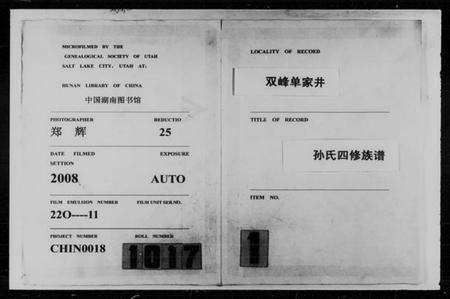 MICROFILMED BY THE
GENEALOGICAL SOCIETY OF UTAH
SALT LAKE CITY, UTAH AT:
HUNAN LIBRARY OF CHINA
中国湖南图书馆
PHOTOGRAPHER REDUCTIO
郑 辉 25
DATE FILMED EXPOSURE
SETTION
2008 AUTO
FILM EMULSION NUMBER FILM UNIT SER.NO.
22O----11
PROJECT NUMBER ROLL NUMBER
CHIN0018 1017
LOCALITY OF RECOED
双峰单家井
TITLE OF RECORD
孙氏四修族谱
ITEM NO.
1